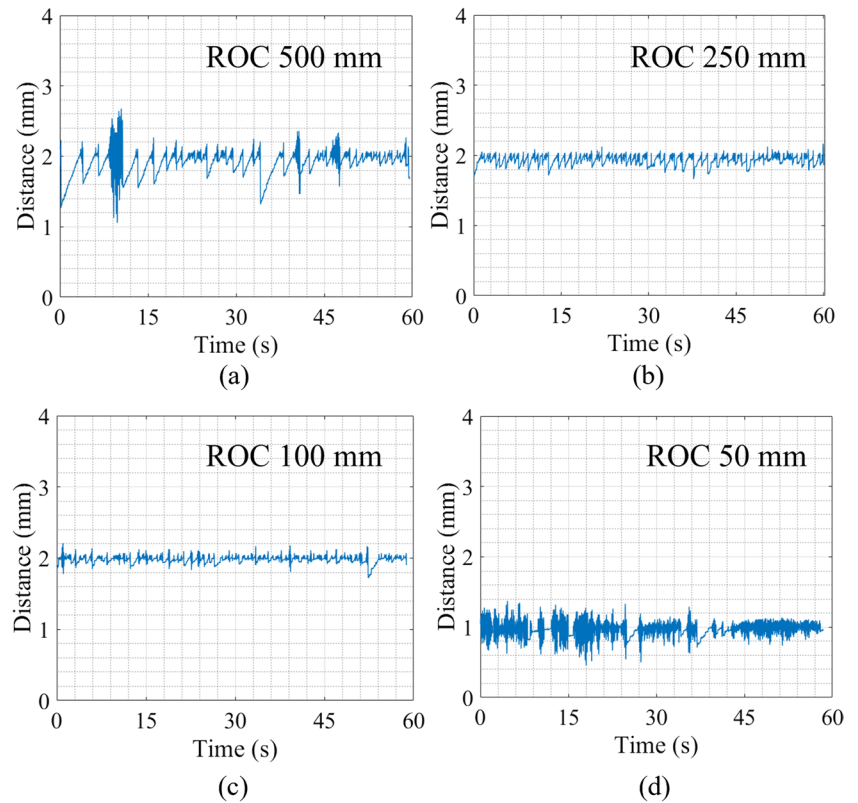 4
3
2
1
0
Distance (mm)
ROC 500 mm
0 15 30 45 60
Time (s)
(a)
4
3
2
1
0
Distance (mm)
ROC 250 mm
0 15 30 45 60
Time (s)
(b)
4
3
2
1
0
Distance (mm)
ROC 100 mm
0 15 30 45 60
Time (s)
(c)
4
3
2
1
0
Distance (mm)
ROC 50 mm
0 15 30 45 60
Time (s)
(d)